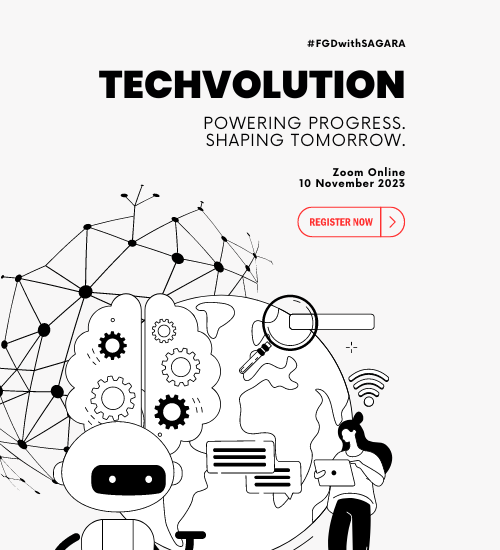 #FGDwithSAGARA
TECHVOLUTION
POWERING PROGRESS.
SHAPING TOMORROW.
Zoom Online
10 November 2023
REGISTER NOW